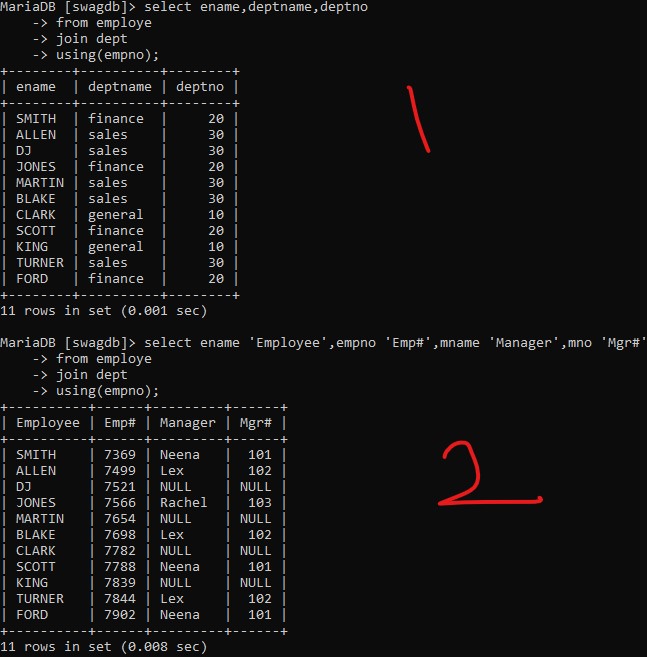 MariaDB [swagdb]> select ename,deptname,deptno
    -> from employe
    -> join dept
    -> using(empno);
+--------+----------+--------+
| ename  | deptname | deptno |
+--------+----------+--------+
| SMITH  | finance  |     20 |
| ALLEN  | sales    |     30 |
| DJ     | sales    |     30 |
| JONES  | finance  |     20 |
| MARTIN | sales    |     30 |
| BLAKE  | sales    |     30 |
| CLARK  | general  |     10 |
| SCOTT  | finance  |     20 |
| KING   | general  |     10 |
| TURNER | sales    |     30 |
| FORD   | finance  |     20 |
+--------+----------+--------+
11 rows in set (0.001 sec)
1
MariaDB [swagdb]> select ename 'Employee',empno 'Emp#',mname 'Manager',mno 'Mgr#'
    -> from employe
    -> join dept
    -> using(empno);
+----------+------+---------+------+
| Employee | Emp# | Manager | Mgr# |
+----------+------+---------+------+
| SMITH    | 7369 | Neena   |  101 |
| ALLEN    | 7499 | Lex     |  102 |
| DJ       | 7521 | NULL    | NULL |
| JONES    | 7566 | Rachel  |  103 |
| MARTIN   | 7654 | NULL    | NULL |
| BLAKE    | 7698 | Lex     |  102 |
| CLARK    | 7782 | NULL    | NULL |
| SCOTT    | 7788 | Neena   |  101 |
| KING     | 7839 | NULL    | NULL |
| TURNER   | 7844 | Lex     |  102 |
| FORD     | 7902 | Neena   |  101 |
+----------+------+---------+------+
11 rows in set (0.008 sec)
2